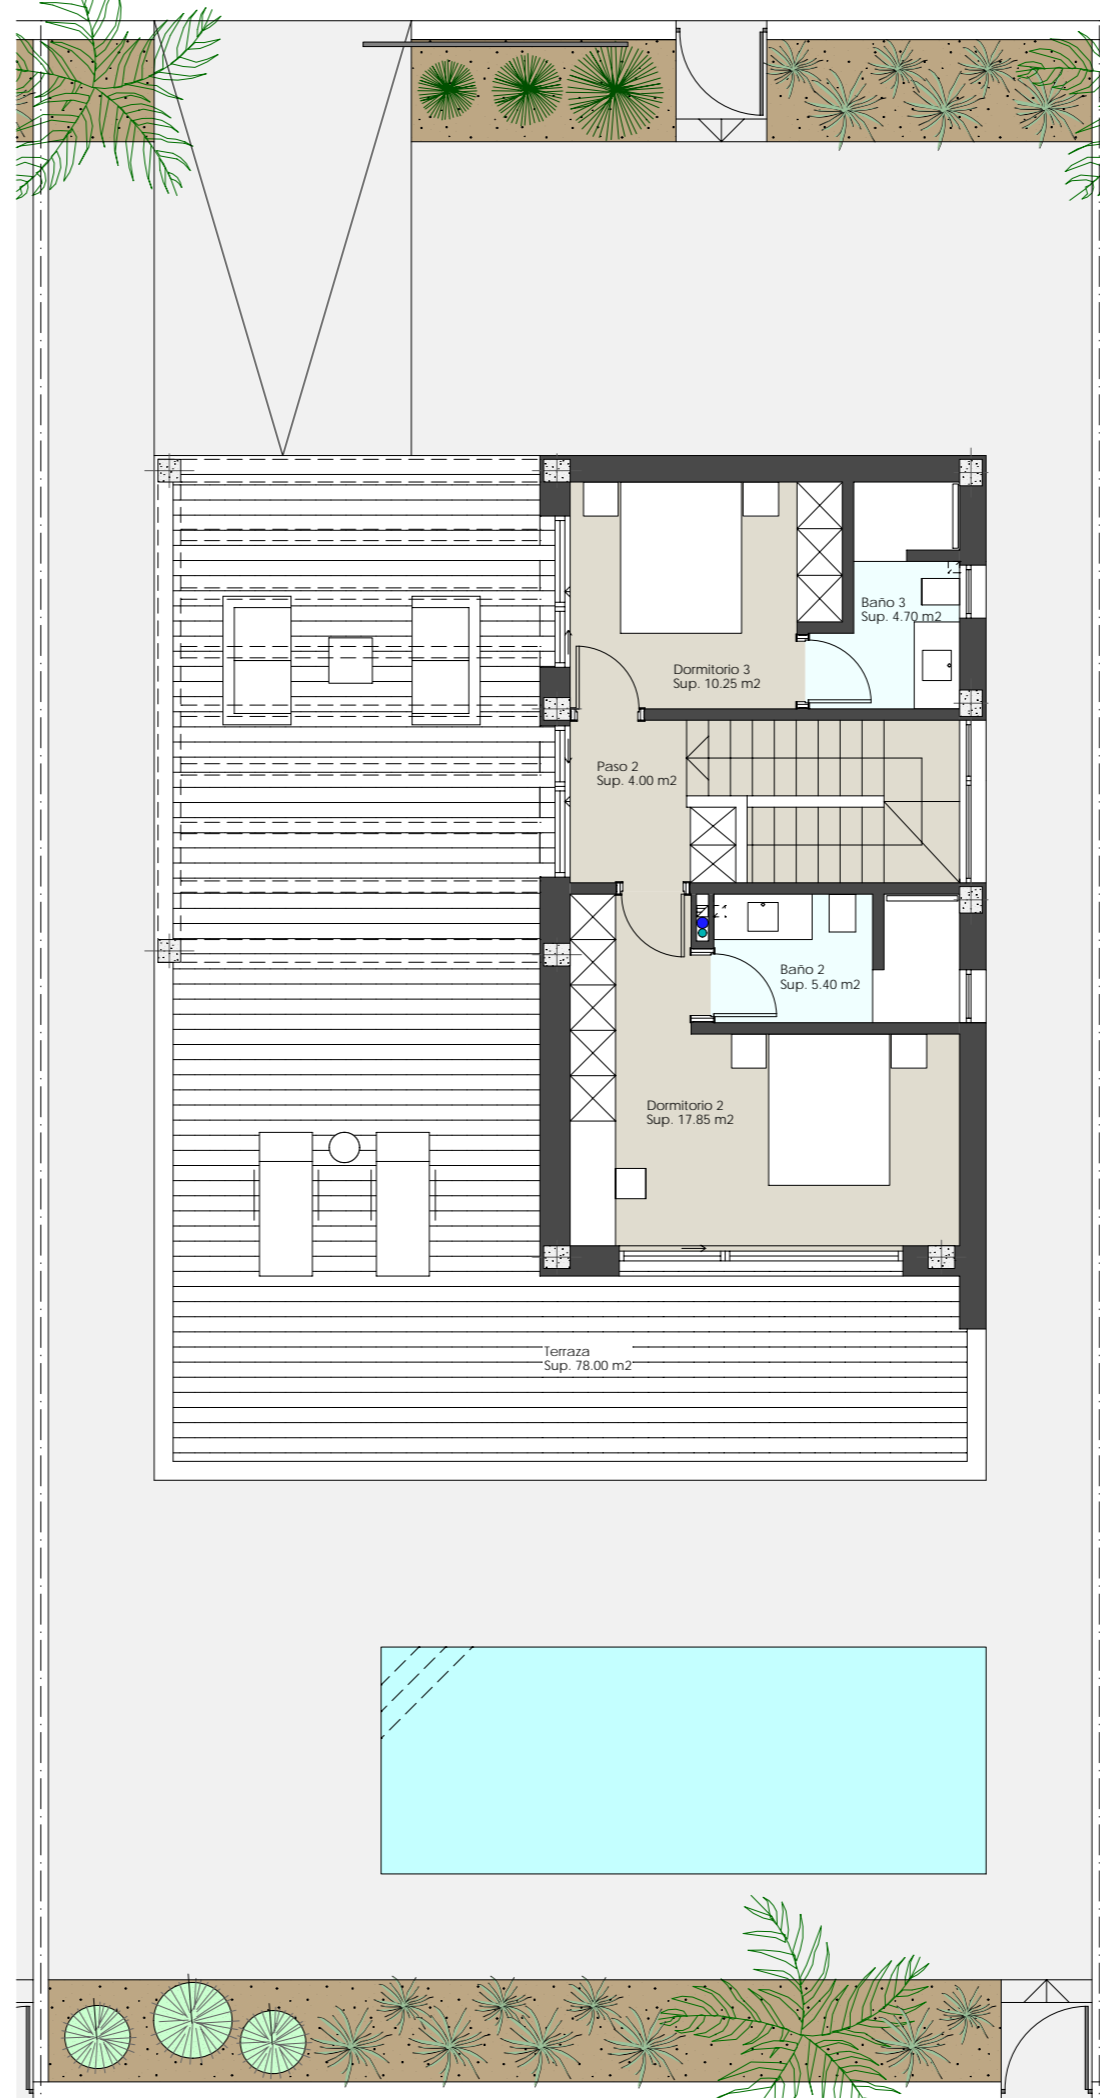 Baño 3
Sup. 4.70 m2
Dormitorio 3
Sup. 10.25 m2
Paso 2
Sup. 4.00 m2
Baño 2
Sup. 5.40 m2
Dormitorio 2
Sup. 17.85 m2
Terraza
Sup. 78.00 m2